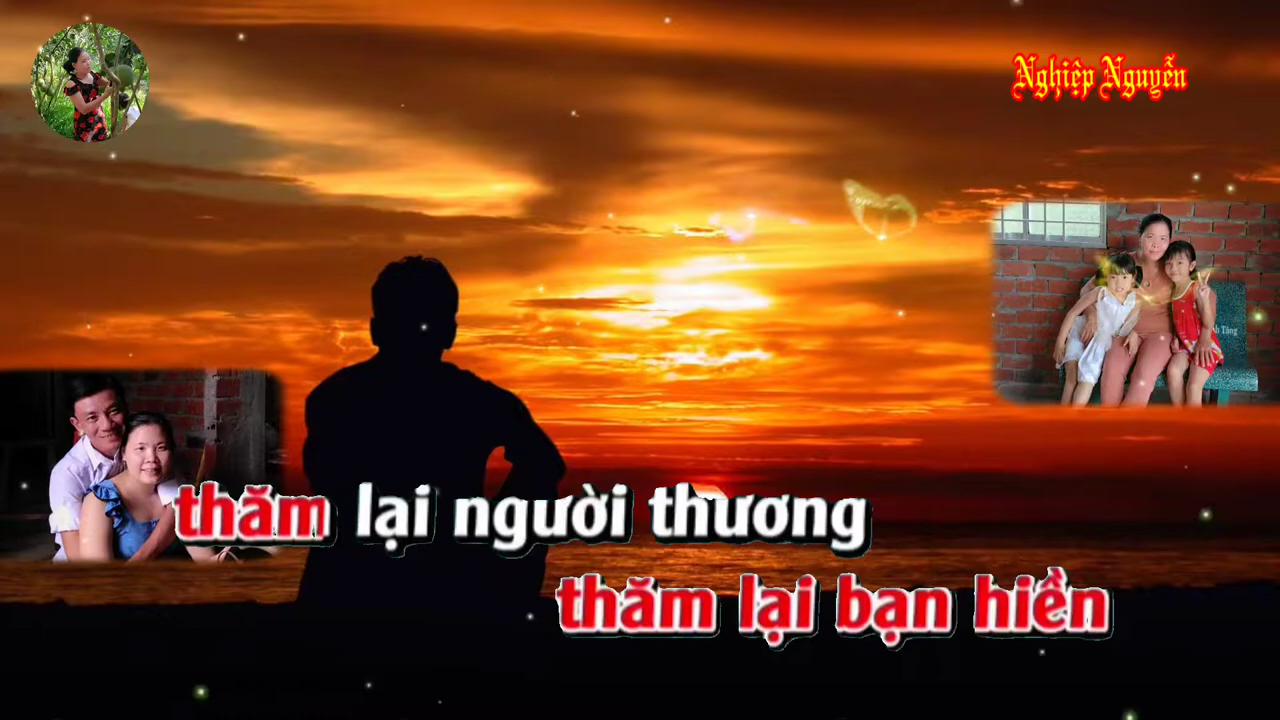 Nghiệp Nguyễn
thăm lại người thương
thăm lại bạn hiền